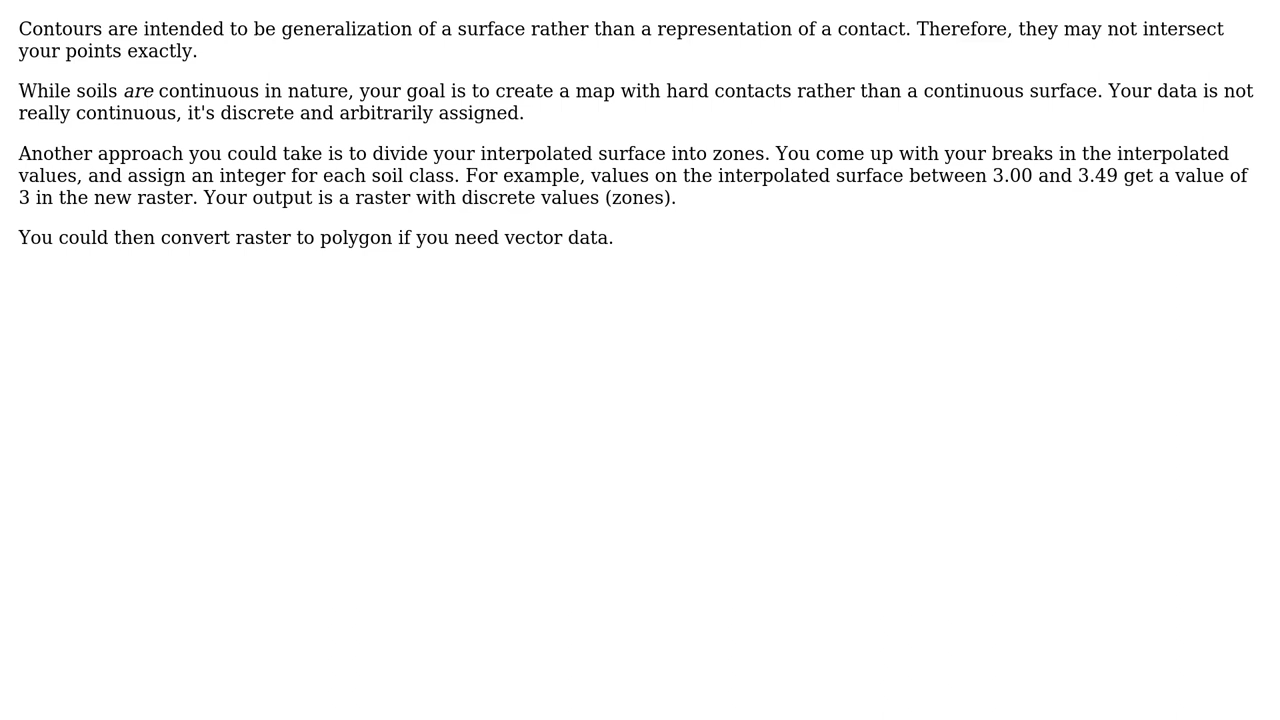 Contours are intended to be generalization of a surface rather than a representation of a contact. Therefore, they may not intersect
your points exactly.
While soils are continuous in nature, your goal is to create a map with hard contacts rather than a continuous surface. Your data is not
really continuous, it's discrete and arbitrarily assigned.
Another approach you could take is to divide your interpolated surface into zones. You come up with your breaks in the interpolated
values, and assign an integer for each soil class. For example, values on the interpolated surface between 3.00 and 3.49 get a value of
3 in the new raster. Your output is a raster with discrete values (zones).
You could then convert raster to polygon if you need vector data.